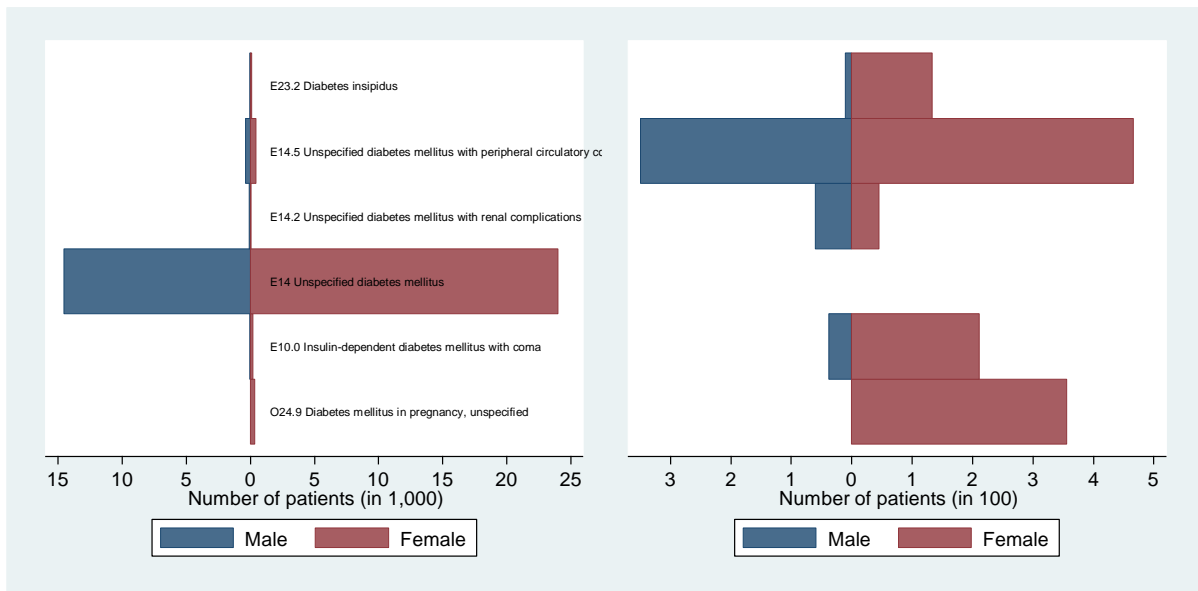 E23.2 Diabetes insipidus
E14.5 Unspecified diabetes mellitus with peripheral circulatory
E14.2 Unspecified diabetes mellitus with renal complications
E14 Unspecified diabetes mellitus
E10.0 Insulin-dependent diabetes mellitus with coma
O24.9 Diabetes mellitus in pregnancy, unspecified
15 10 5 0 5 10 15 20 25
Number of patients (in 1,000)
Male Female
3 2 1 0 1 2 3 4 5
Number of patients (in 100)
Male Female